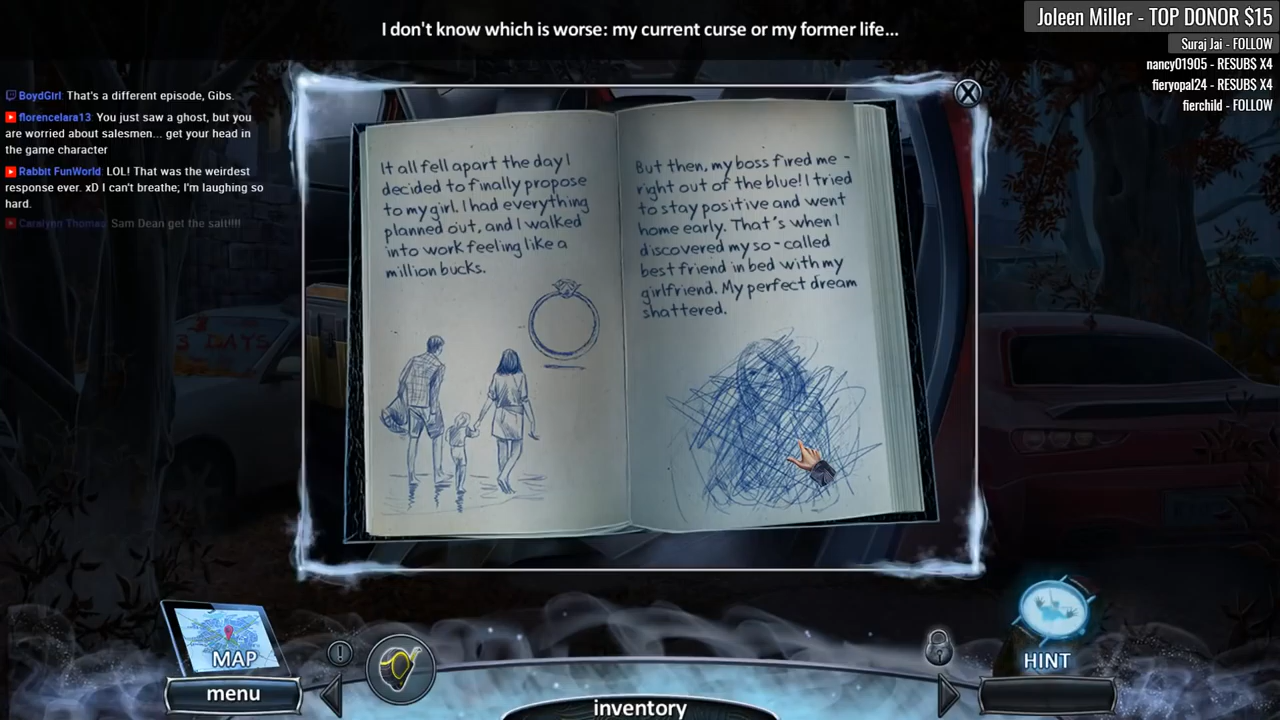 I don't know which is worse: my current curse or my former life...
Joleen Miller - TOP DONOR $15
Suraj Jai - FOLLOW
nancy01905 - RESUBS X4
fieryopal24 - RESUBS X4
fierchild - FOLLOW
BoydGirl That's a different episode, Gibs.
florencelara13 You just saw a ghost, but you
are worried about salesmen... get your head in
the game character
Rabbit FunWorld LOL! That was the weirdest
response ever. xD I can't breathe; I'm laughing so
hard.
Caralynn Thomas Sam Dean get the salt!!!!
It all fell apart the day I
decided to finally propose
to my girl. I had everything
planned out, and I walked
into work feeling like a
million bucks.
But then, my boss fired me -
right out of the blue! I tried
to stay positive and went
home early. That's when I
discovered my so-called
best friend in bed with my
girlfriend. My perfect dream
shattered.
3 DAYS
MAP
menu
inventory
HINT